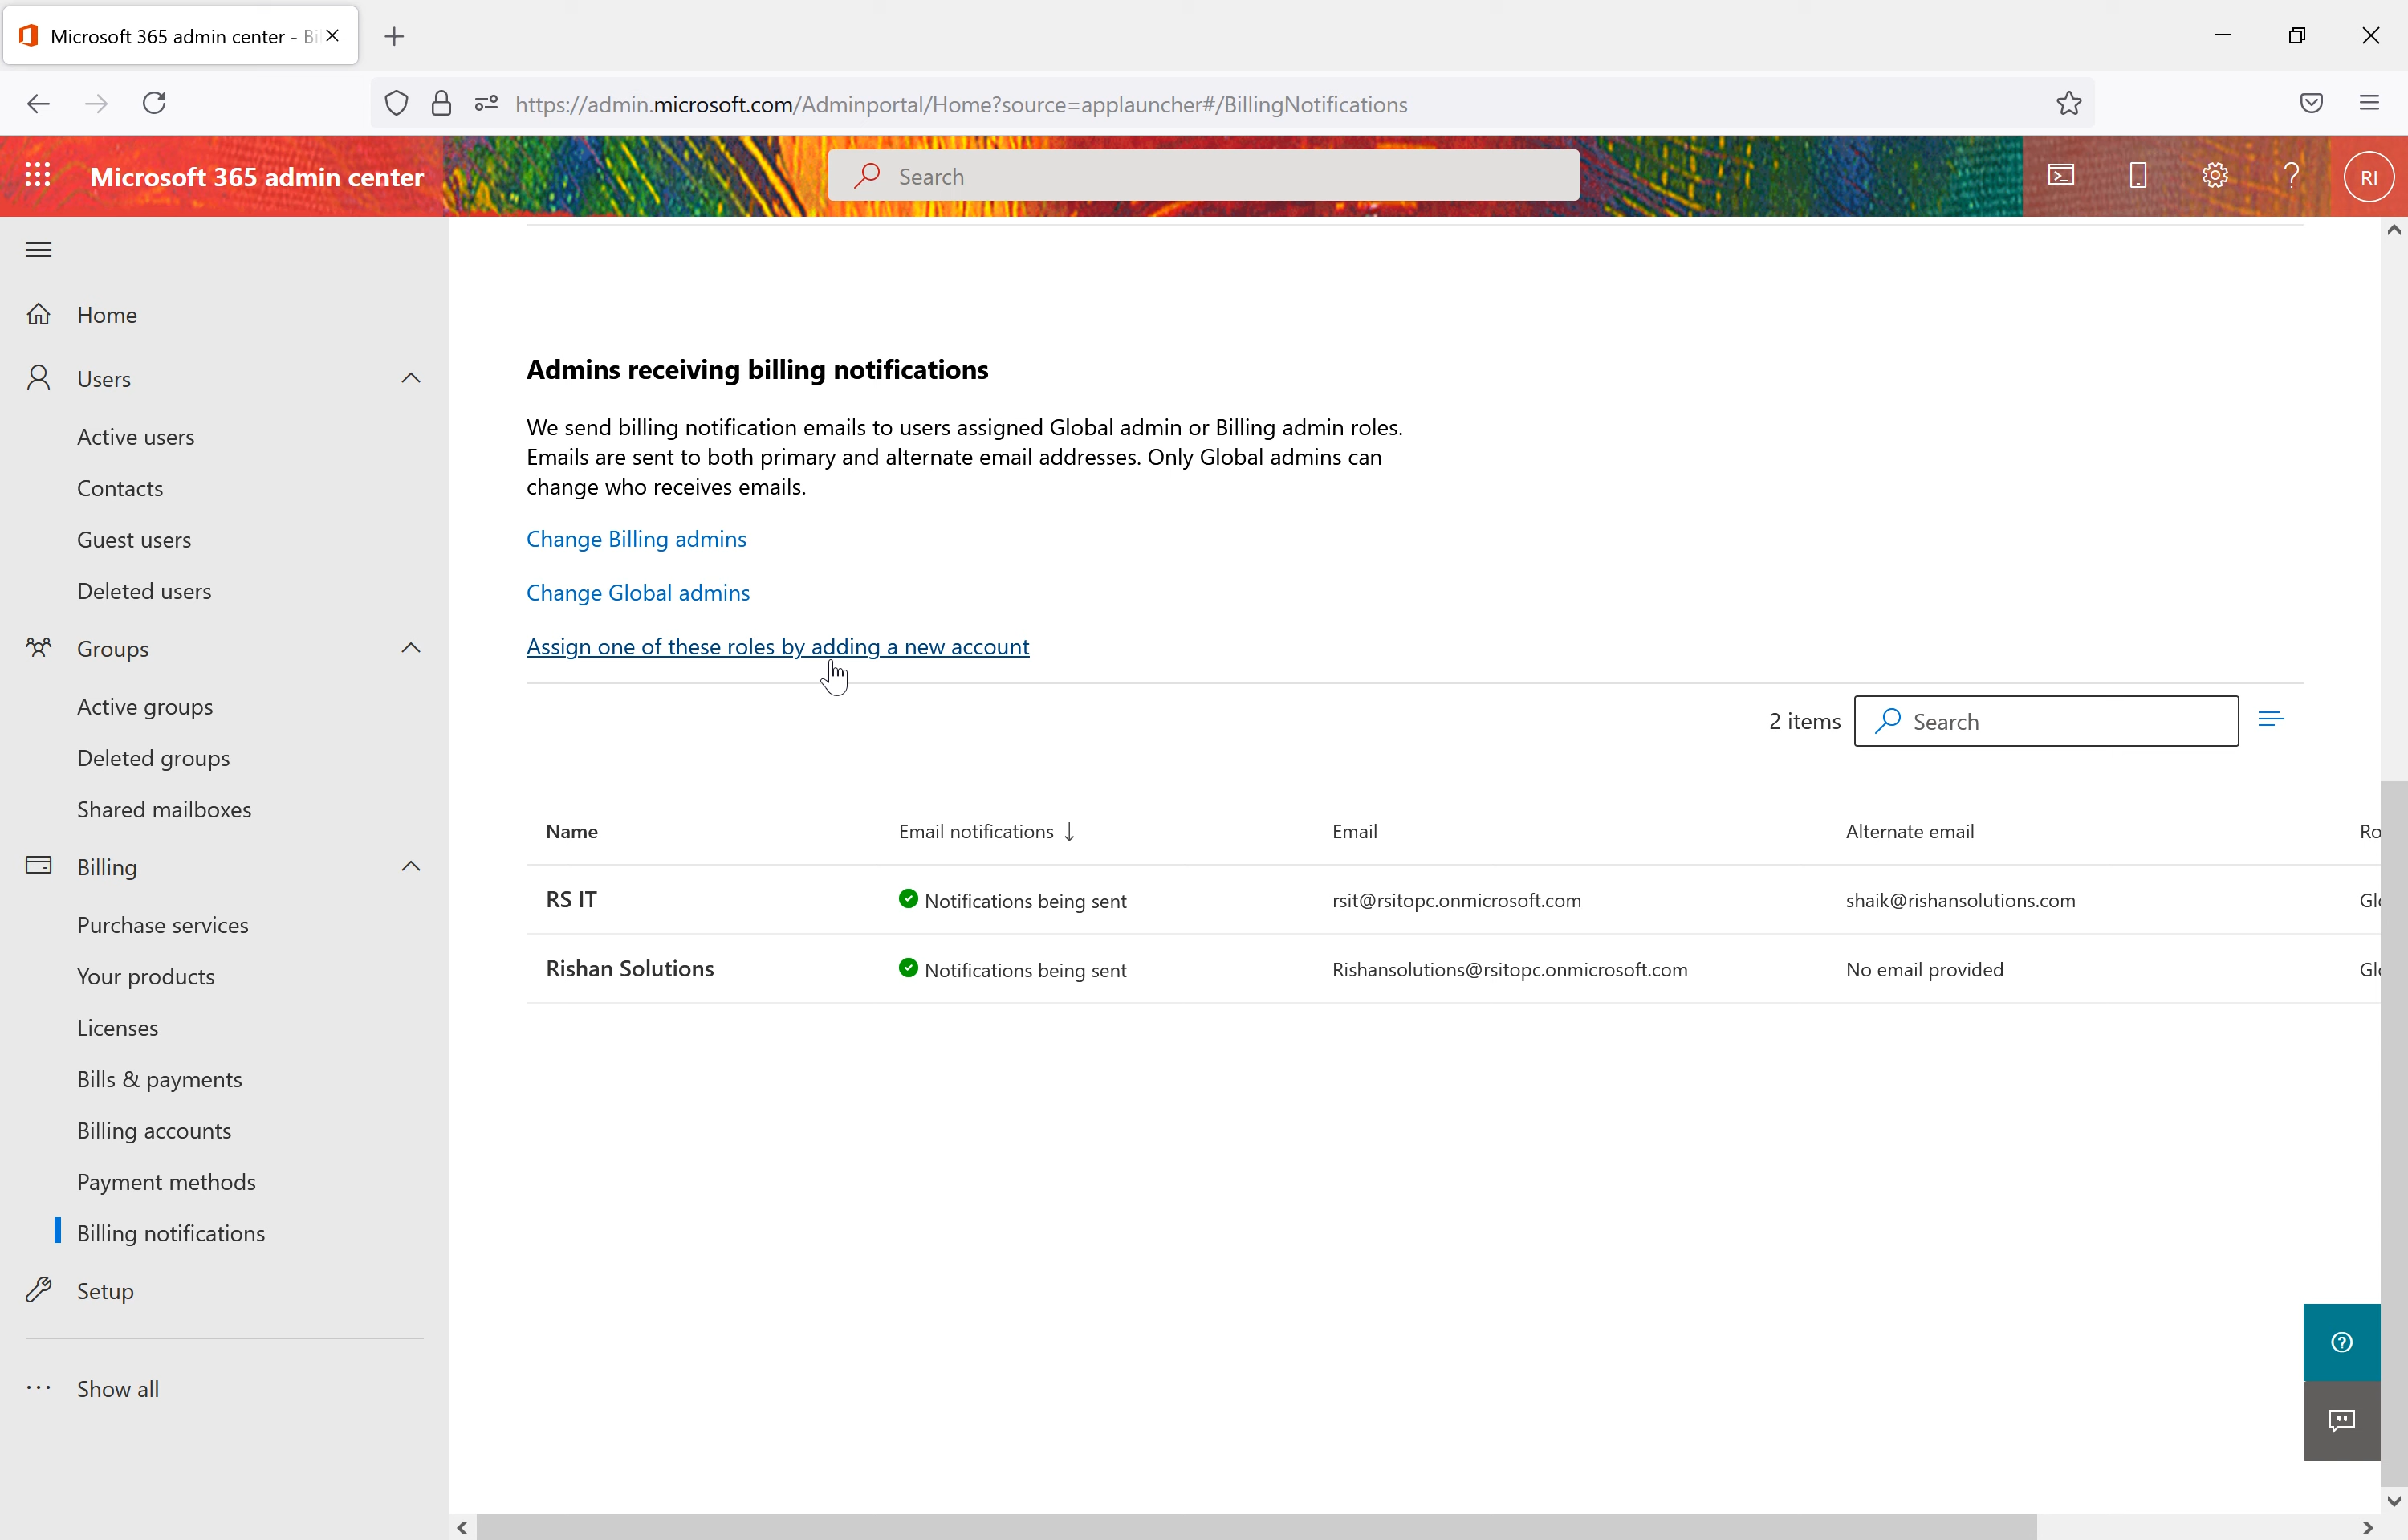 Microsoft 365 admin center - Bi
https://admin.microsoft.com/Adminportal/Home?source=applauncher#/BillingNotifications
Microsoft 365 admin center
Search
RI
Home
Users
Active users
Contacts
Guest users
Deleted users
Groups
Active groups
Deleted groups
Shared mailboxes
Billing
Purchase services
Your products
Licenses
Bills & payments
Billing accounts
Payment methods
Billing notifications
Setup
Show all
Admins receiving billing notifications
We send billing notification emails to users assigned Global admin or Billing admin roles.
Emails are sent to both primary and alternate email addresses. Only Global admins can
change who receives emails.
Change Billing admins
Change Global admins
Assign one of these roles by adding a new account
2 items Search
Name Email notifications ↓ Email Alternate email Ro
RS IT Notifications being sent rsit@rsitopc.onmicrosoft.com shaik@rishansolutions.com Glo
Rishan Solutions Notifications being sent Rishansolutions@rsitopc.onmicrosoft.com No email provided Glo